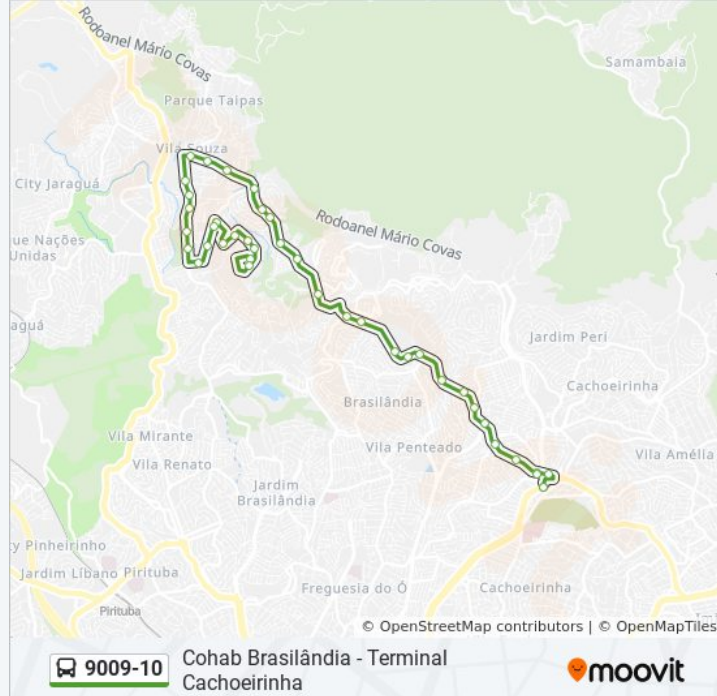 Rodoanel Mário Covas
Samambaia
Parque Taipas
Vila Souza
City Jaraguá
Rodoanel Mário Covas
ue Nações
Unidas
aguá
Jardim Peri
Cachoeirinha
Brasilândia
Vila Mirante
Vila Penteado
Vila Amélia
Vila Renato
Jardim
Brasilândia
y Pinheirinho
Jardim Líbano
Pirituba
Freguesia do Ó
Cachoeirinha
Pirituba
© OpenStreetMap contributors | © OpenMapTiles
9009-10
Cohab Brasilândia - Terminal
Cachoeirinha
moovit